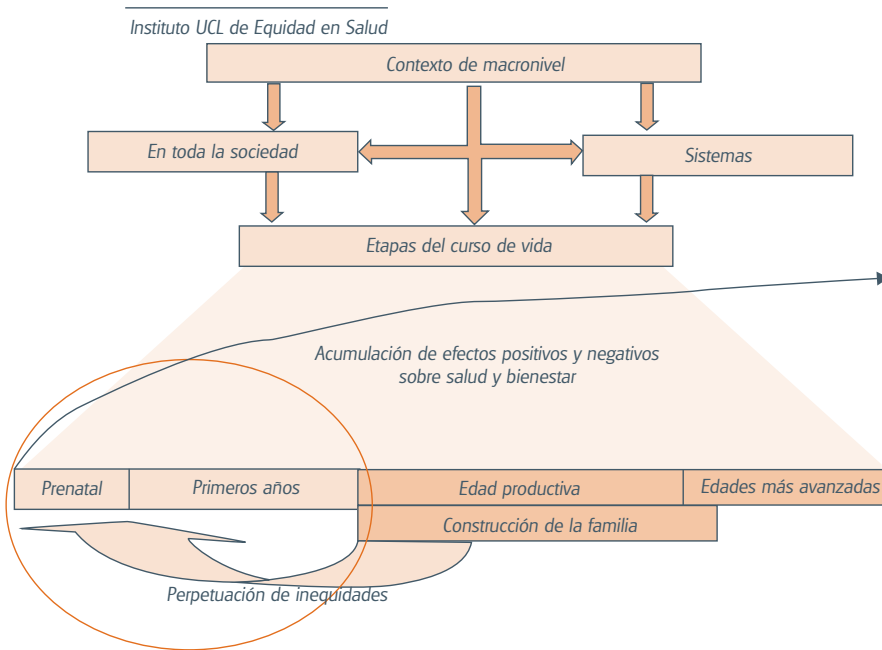 Instituto UCL de Equidad en Salud
Contexto de macronivel
En toda la sociedad
Sistemas
Etapas del curso de vida
Acumulación de efectos positivos y negativos
sobre salud y bienestar
Prenatal
Primeros años
Edad productiva
Edades más avanzadas
Construcción de la familia
Perpetuación de inequidades